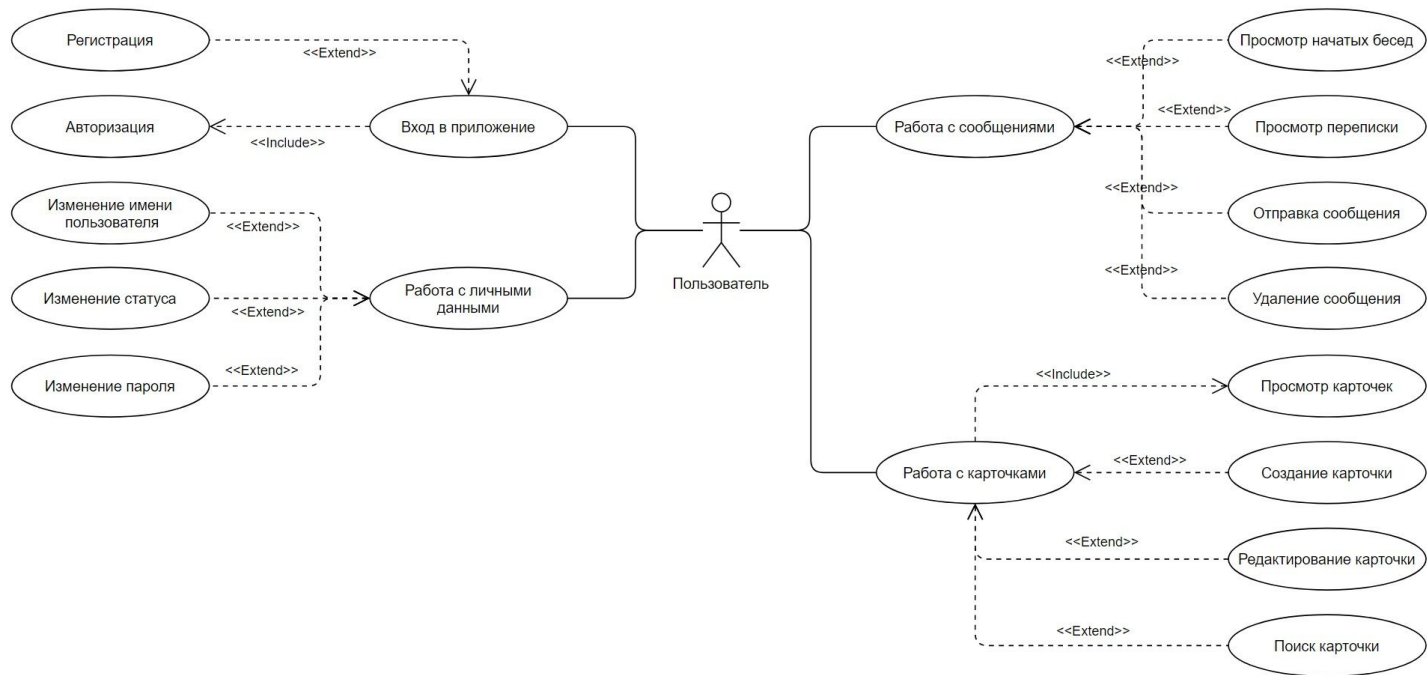 Регистрация
<<Extend>>
Авторизация
<<Include>>
Вход в приложение
Изменение имени
пользователя
<<Extend>>
Изменение статуса
<<Extend>>
Работа с личными
данными
Изменение пароля
<<Extend>>
Пользователь
Работа с сообщениями
<<Extend>>
Просмотр начатых бесед
<<Extend>>
Просмотр переписки
<<Extend>>
Отправка сообщения
<<Extend>>
Удаление сообщения
<<Include>>
Просмотр карточек
Работа с карточками
<<Extend>>
Создание карточки
<<Extend>>
Редактирование карточки
<<Extend>>
Поиск карточки